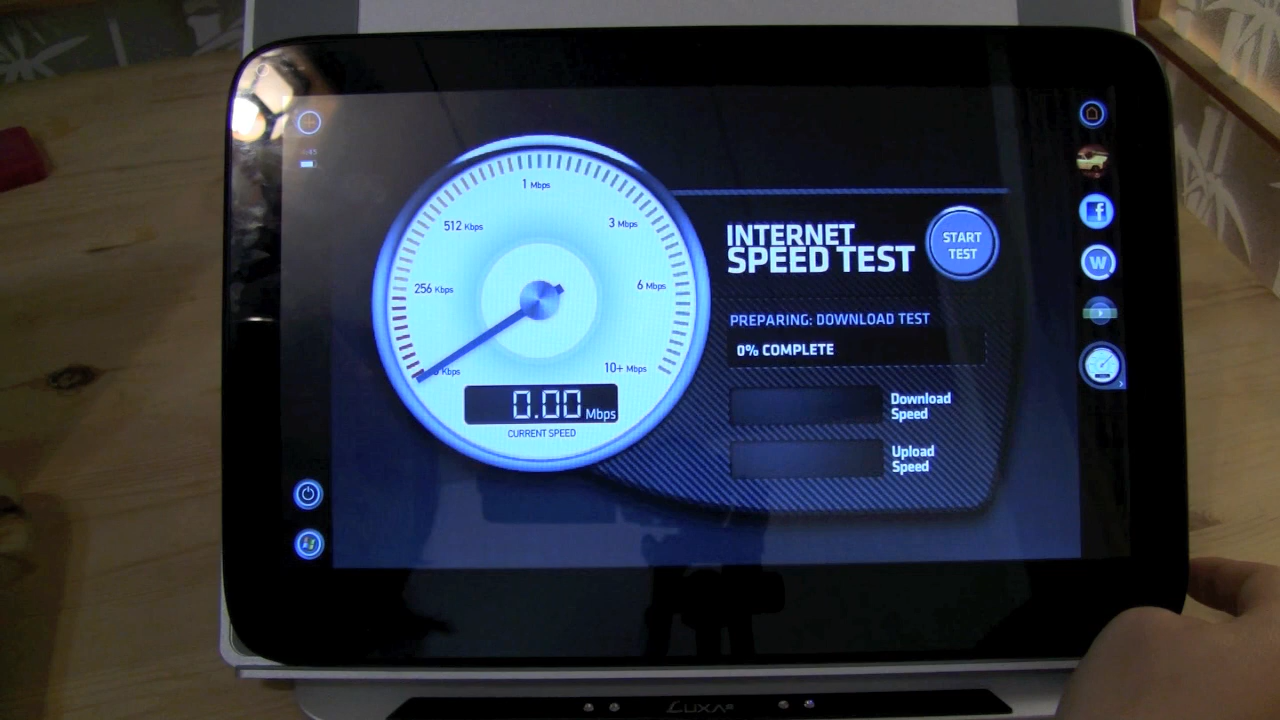 1 Mbps
512 Kbps
3 Mbps
256 Kbps
6 Mbps
Kbps
10+ Mbps
0.00 Mbps
CURRENT SPEED
INTERNET
SPEED TEST
START
TEST
PREPARING: DOWNLOAD TEST
0% COMPLETE
Download
Speed
Upload
Speed
f
W
LUXA2